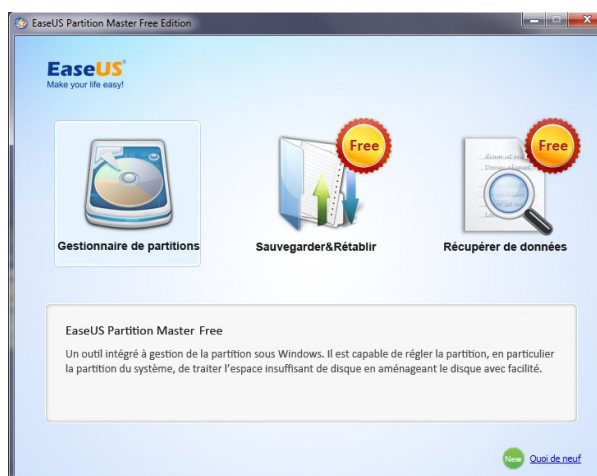 EaseUS Partition Master Free Edition
EaseUS®
Make your life easy!
Free
Free
Gestionnaire de partitions
Sauvegarder&Rétablir
Récupérer de données
EaseUS Partition Master Free
Un outil intégré à gestion de la partition sous Windows. Il est capable de régler la partition, en particulier
la partition du système, de traiter l'espace insuffisant de disque en aménageant le disque avec facilité.
New
Quoi de neuf